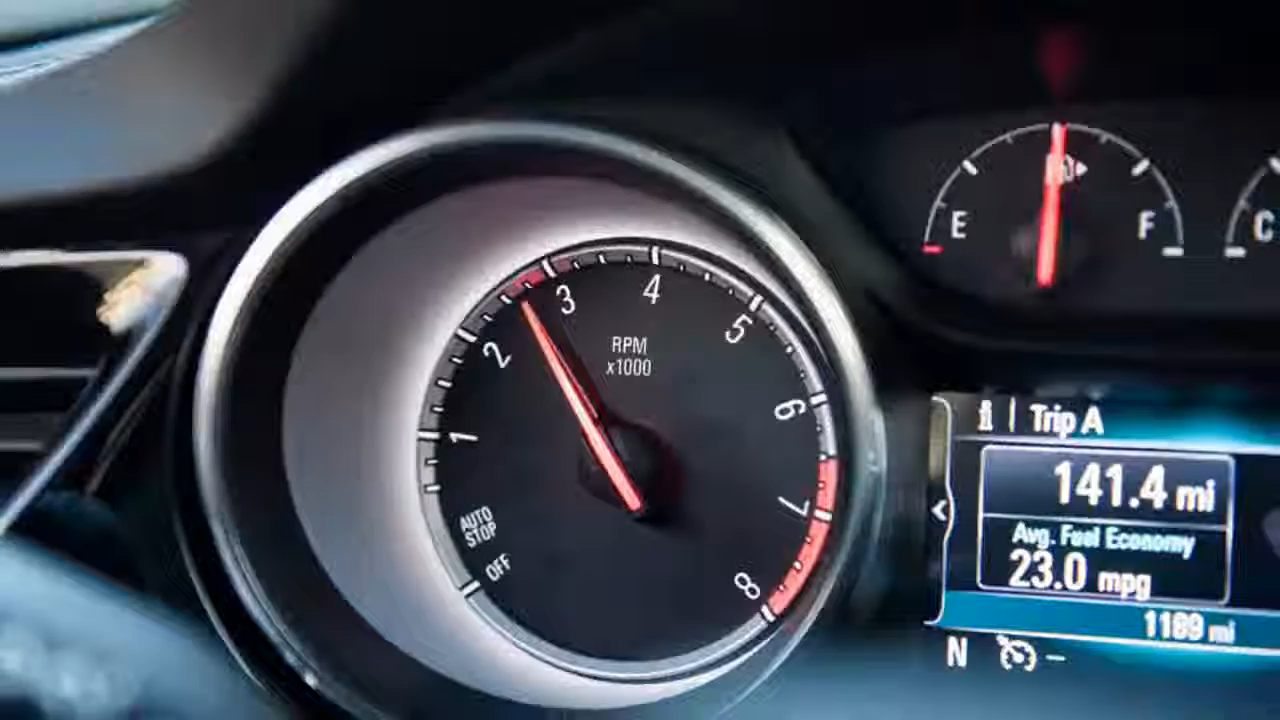 1
2
3
4
5
6
7
8
RPM
x1000
AUTO
STOP
OFF
E
F
C
i | Trip A
141.4 mi
Avg. Fuel Economy
23.0 mpg
1189 mi
N